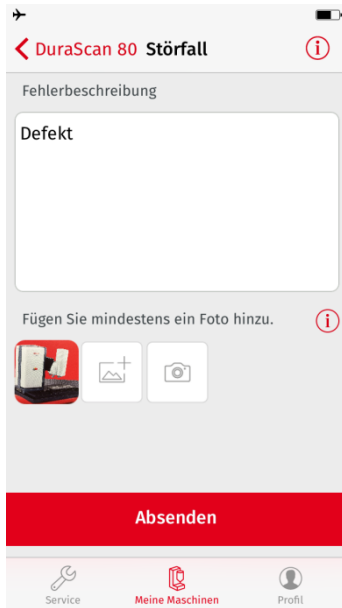 DuraScan 80 Störfall
Fehlerbeschreibung
Defekt
Fügen Sie mindestens ein Foto hinzu.
Absenden
Service Meine Maschinen Profil